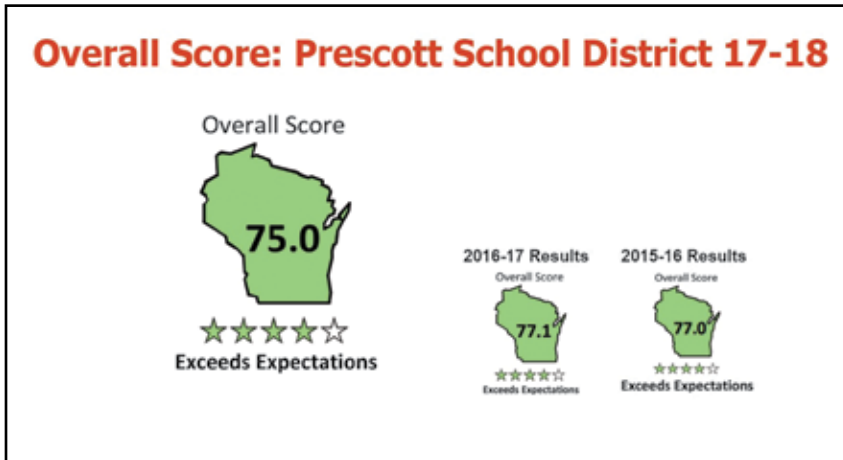 Overall Score: Prescott School District 17-18
Overall Score
75.0
Exceeds Expectations
2016-17 Results
Overall Score
77.1
Exceeds Expectations
2015-16 Results
Overall Score
77.0
Exceeds Expectations